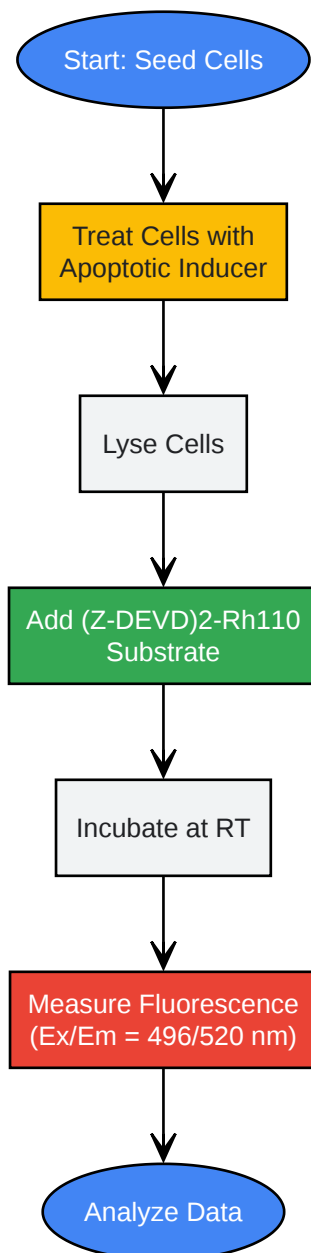 Start: Seed Cells
Treat Cells with
Apoptotic Inducer
Lyse Cells
Add (Z-DEVD)2-Rh110
Substrate
Incubate at RT
Measure Fluorescence
(Ex/Em = 496/520 nm)
Analyze Data